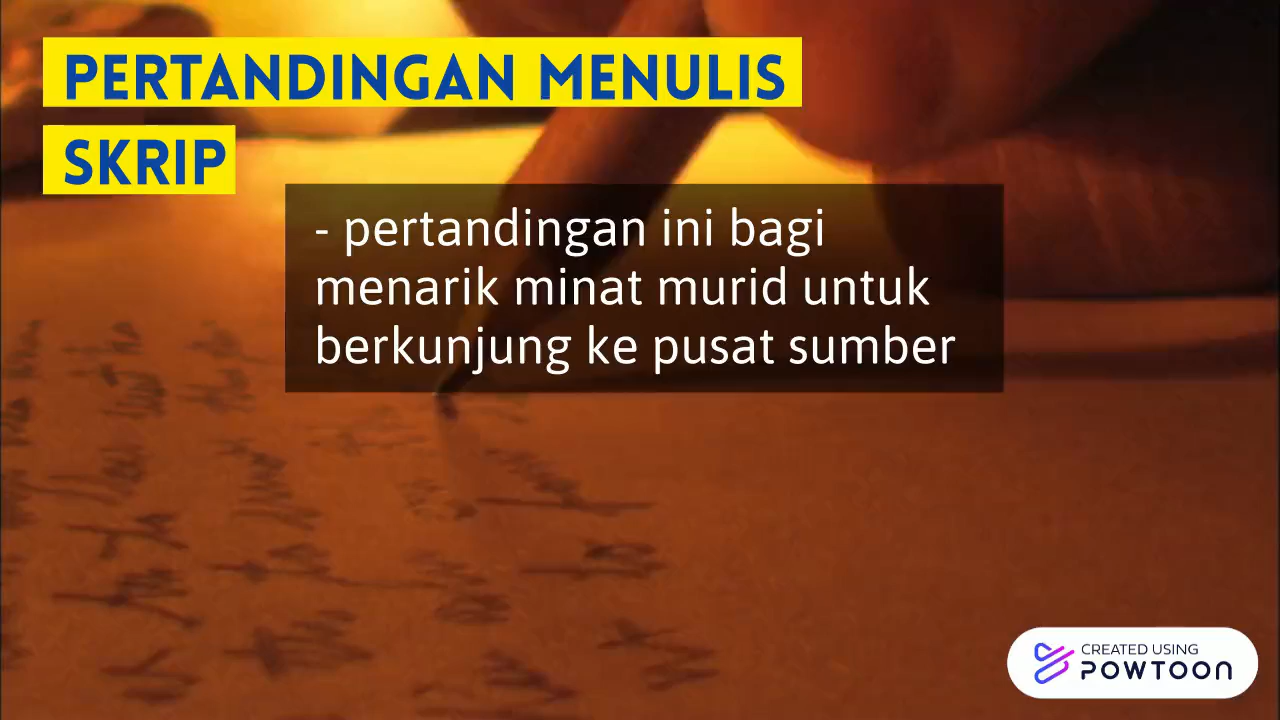 PERTANDINGAN MENULIS
SKRIP
- pertandingan ini bagi
menarik minat murid untuk
berkunjung ke pusat sumber
CREATED USING
POWTOON